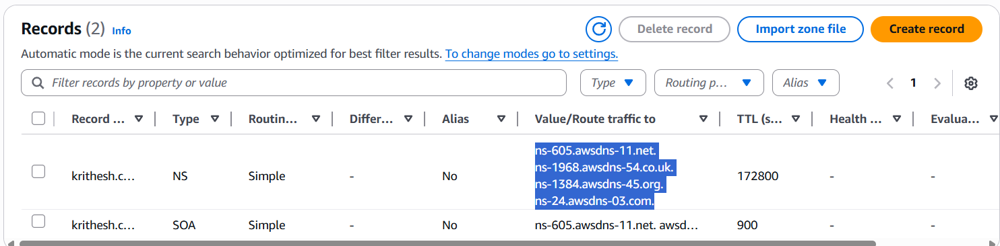 Records (2) Info
Delete record
Import zone file
Create record
Automatic mode is the current search behavior optimized for best filter results. To change modes go to settings.
Filter records by property or value
Type
Routing p...
Alias
1
Record ... Type Routin... Differ... Alias Value/Route traffic to TTL (s... Health ... Evalua...
krithesh.c... NS Simple - No ns-605.awsdns-11.net. 172800 - -
ns-1968.awsdns-54.co.uk.
ns-1384.awsdns-45.org.
ns-24.awsdns-03.com.
krithesh.c... SOA Simple - No ns-605.awsdns-11.net. awsd... 900 - -